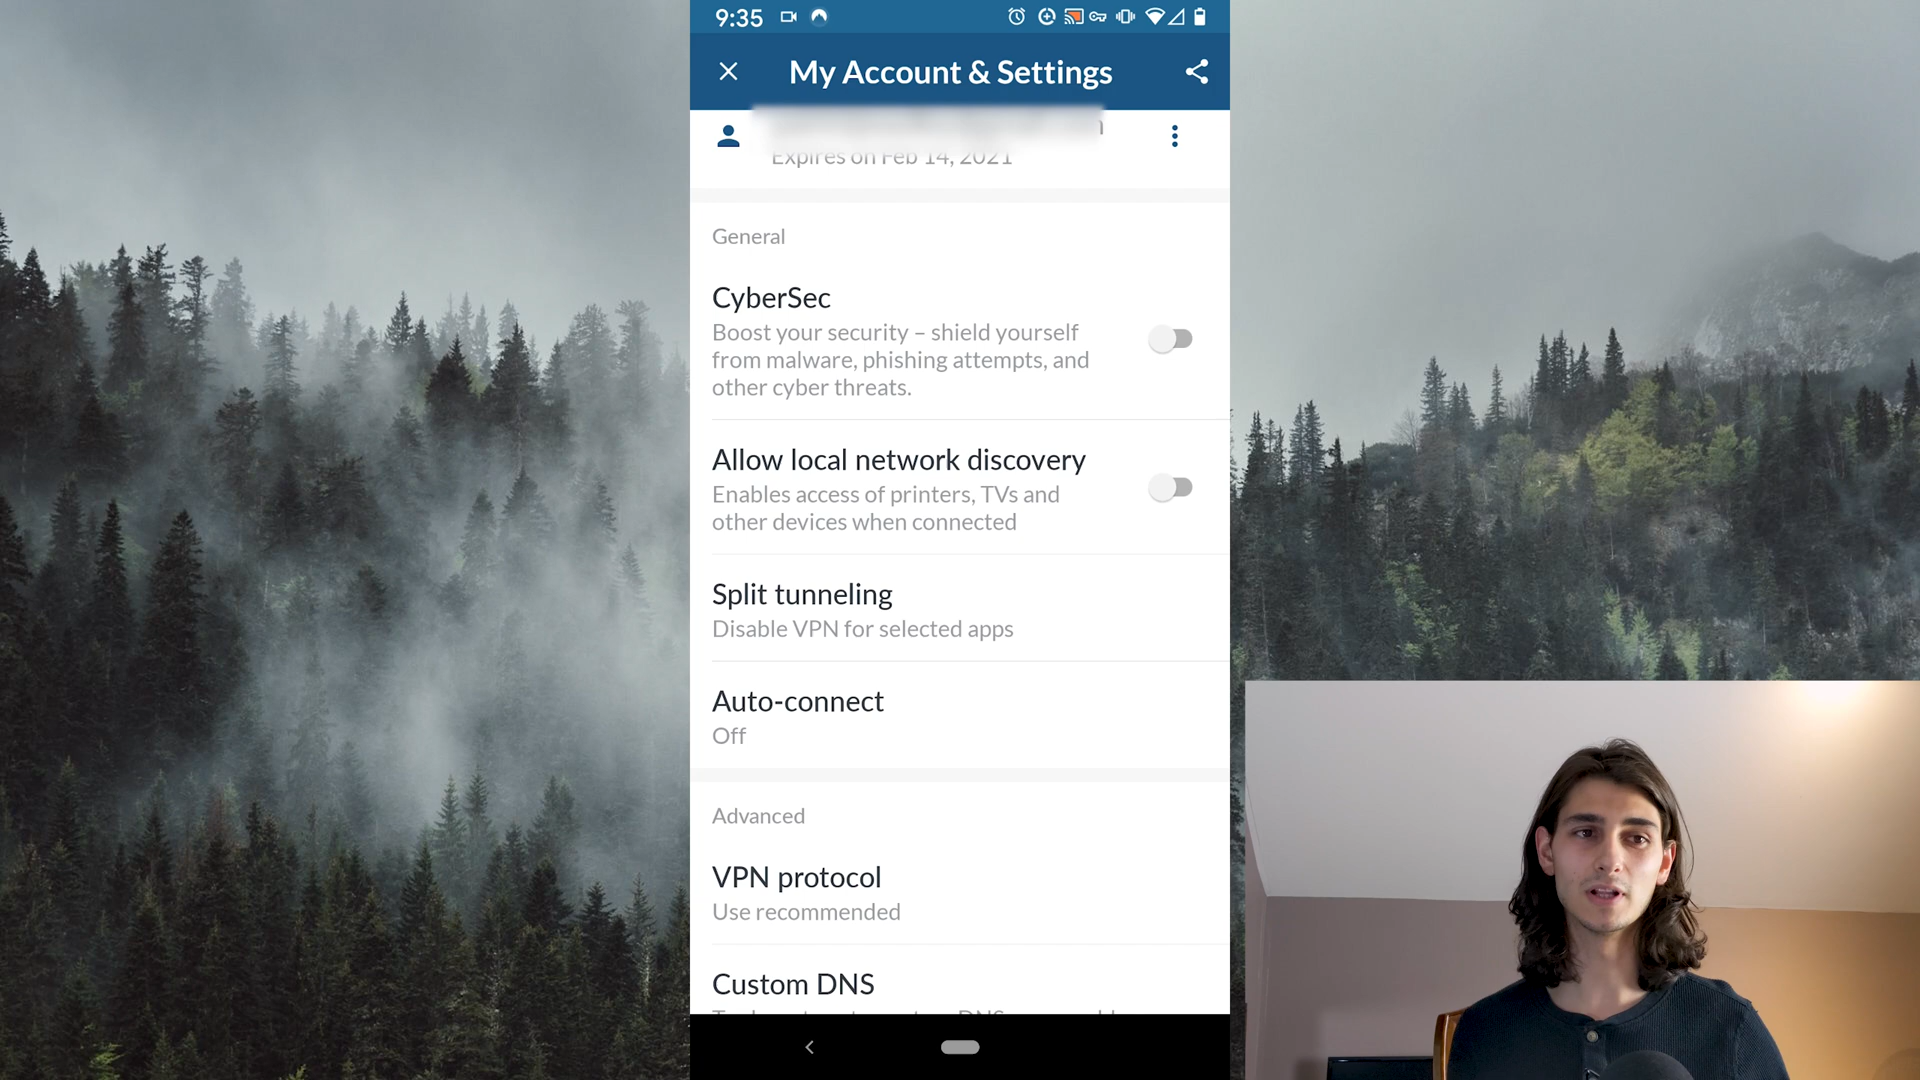 9:35
My Account & Settings
Expires on Feb 14, 2021
General
CyberSec
Boost your security – shield yourself
from malware, phishing attempts, and
other cyber threats.
Allow local network discovery
Enables access of printers, TVs and
other devices when connected
Split tunneling
Disable VPN for selected apps
Auto-connect
Off
Advanced
VPN protocol
Use recommended
Custom DNS